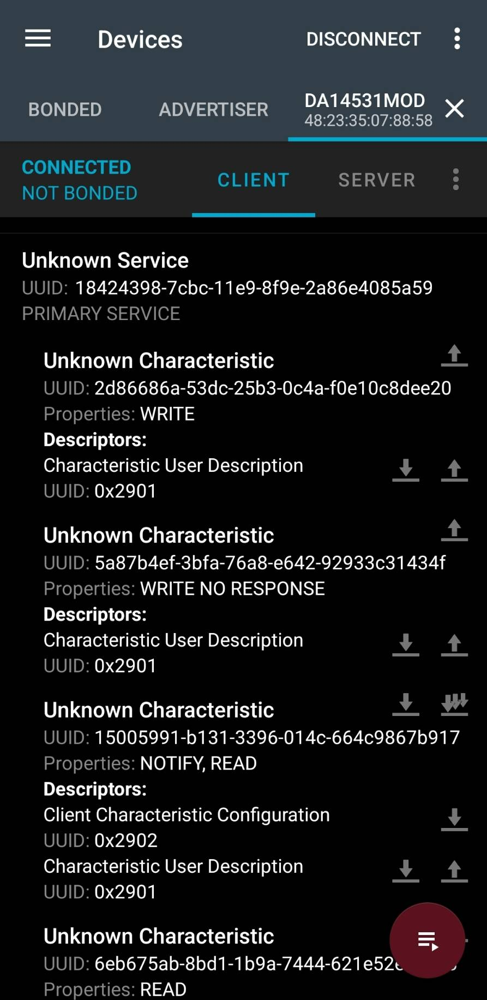 Devices
DISCONNECT
BONDED
ADVERTISER
DA14531MOD
48:23:35:07:88:58
CONNECTED
NOT BONDED
CLIENT
SERVER
Unknown Service
UUID: 18424398-7cbc-11e9-8f9e-2a86e4085a59
PRIMARY SERVICE
Unknown Characteristic
UUID: 2d86686a-53dc-25b3-0c4a-f0e10c8dee20
Properties: WRITE
Descriptors:
Characteristic User Description
UUID: 0x2901
Unknown Characteristic
UUID: 5a87b4ef-3bfa-76a8-e642-92933c31434f
Properties: WRITE NO RESPONSE
Descriptors:
Characteristic User Description
UUID: 0x2901
Unknown Characteristic
UUID: 15005991-b131-3396-014c-664c9867b917
Properties: NOTIFY, READ
Descriptors:
Client Characteristic Configuration
UUID: 0x2902
Characteristic User Description
UUID: 0x2901
Unknown Characteristic
UUID: 6eb675ab-8bd1-1b9a-7444-621e52
Properties: READ